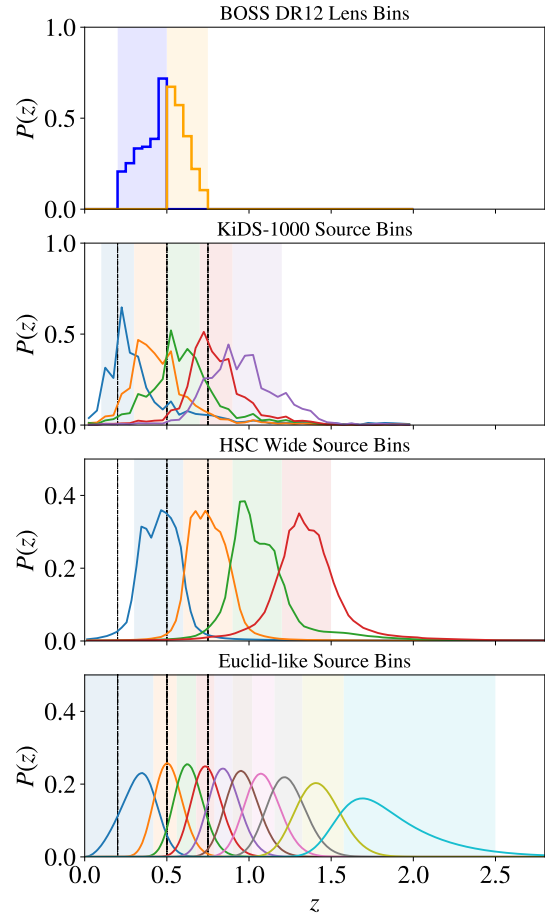 BOSS DR12 Lens Bins
1.0
0.5
0.0
P(z)
KiDS-1000 Source Bins
1.0
0.5
0.0
P(z)
HSC Wide Source Bins
0.4
0.2
0.0
P(z)
Euclid-like Source Bins
0.4
0.2
0.0
P(z)
0.0 0.5 1.0 1.5 2.0 2.5
z